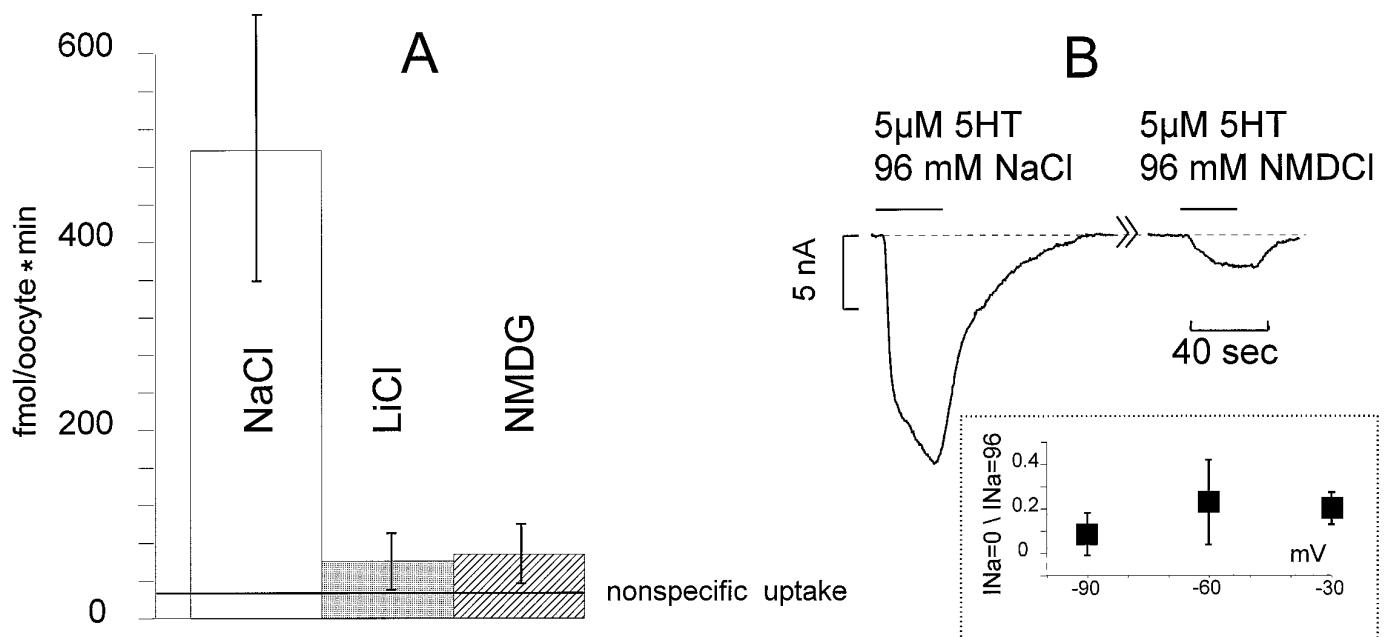 A
600
400
200
0
fmol/oocyte * min
NaCl
LiCl
NMDG
nonspecific uptake
B
5µM 5HT
96 mM NaCl
5µM 5HT
96 mM NMDCl
5 nA
40 sec
INa=0 \ INa=96
0.4
0.2
0
mV
-90
-60
-30